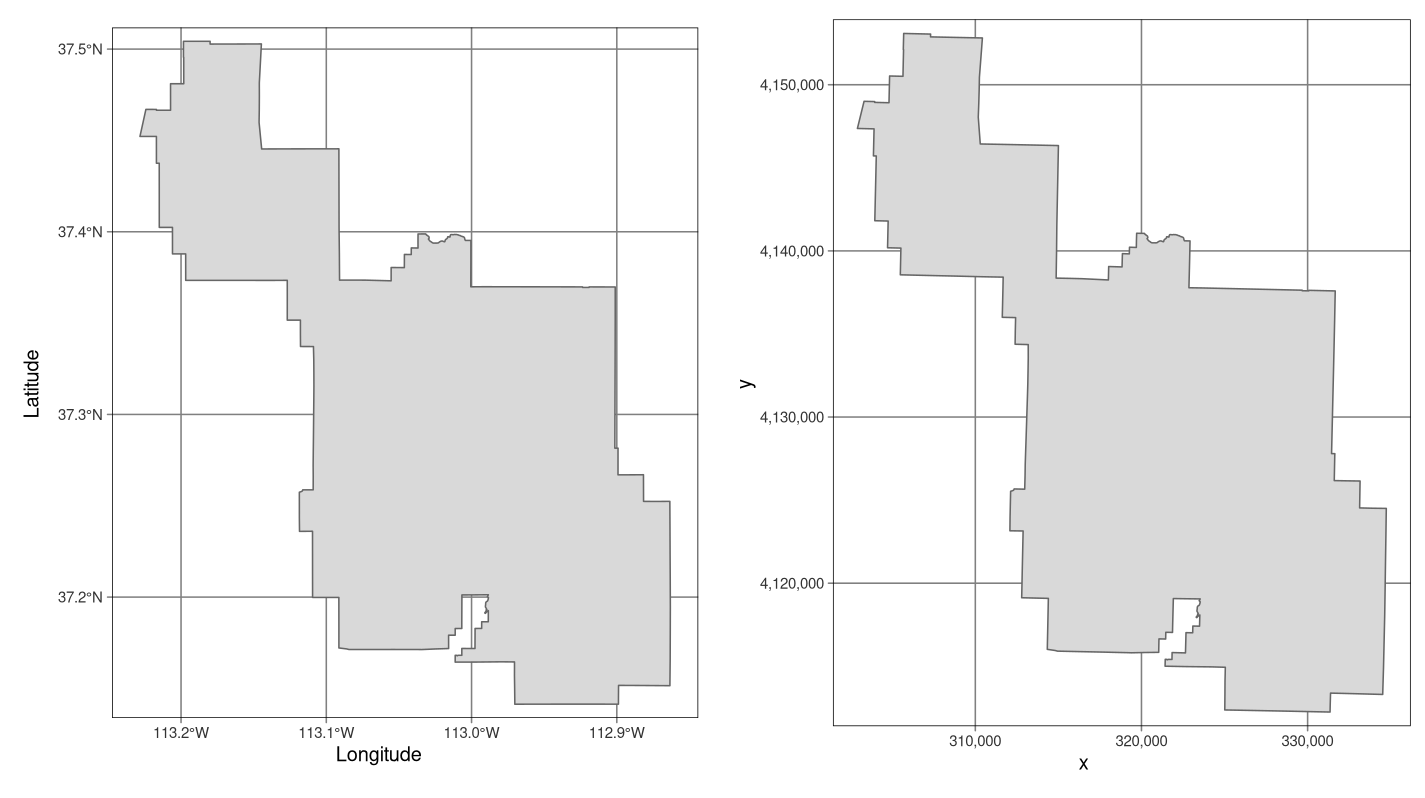 37.5°N
37.4°N
37.3°N
37.2°N
Latitude
113.2°W 113.1°W 113.0°W 112.9°W
Longitude
4,150,000
4,140,000
4,130,000
4,120,000
y
310,000 320,000 330,000
x